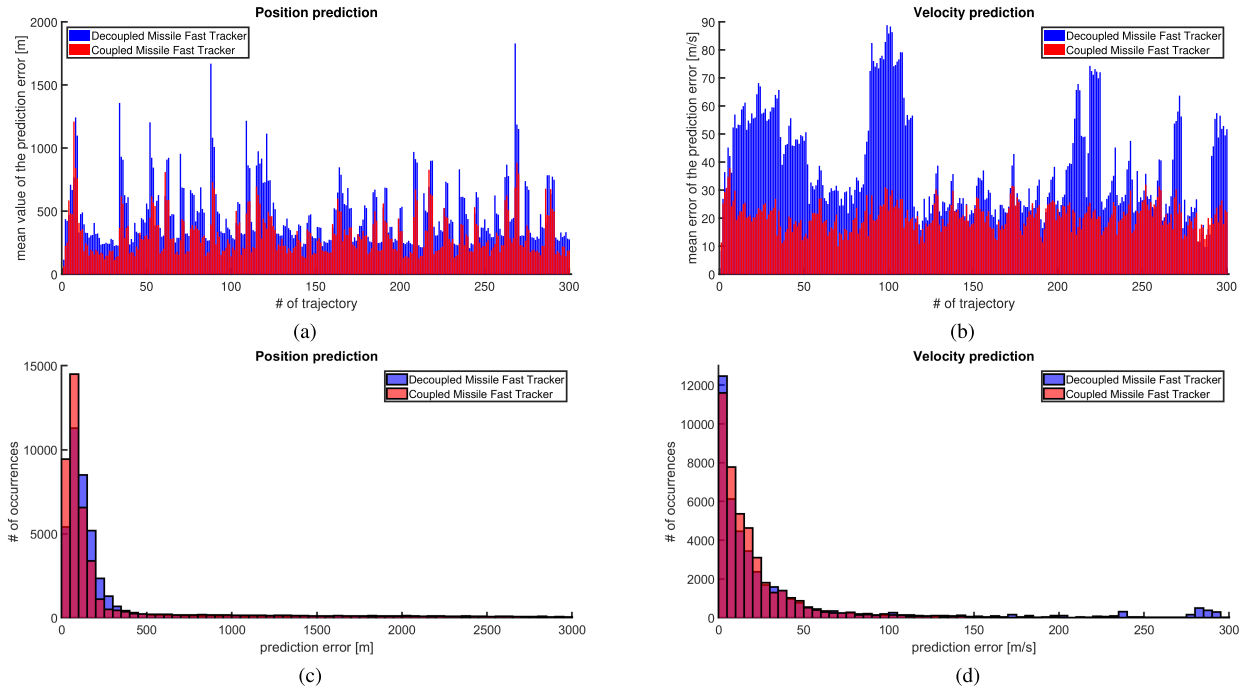 Position prediction
mean value of the prediction error [m]
2000
1500
1000
500
0
Decoupled Missile Fast Tracker
Coupled Missile Fast Tracker
0 50 100 150 200 250 300
# of trajectory
(a)
Velocity prediction
mean error of the prediction error [m/s]
90
80
70
60
50
40
30
20
10
0
Decoupled Missile Fast Tracker
Coupled Missile Fast Tracker
0 50 100 150 200 250 300
# of trajectory
(b)
Position prediction
# of occurrences
15000
10000
5000
0
Decoupled Missile Fast Tracker
Coupled Missile Fast Tracker
0 500 1000 1500 2000 2500 3000
prediction error [m]
(c)
Velocity prediction
# of occurrences
12000
10000
8000
6000
4000
2000
0
Decoupled Missile Fast Tracker
Coupled Missile Fast Tracker
0 50 100 150 200 250 300
prediction error [m/s]
(d)